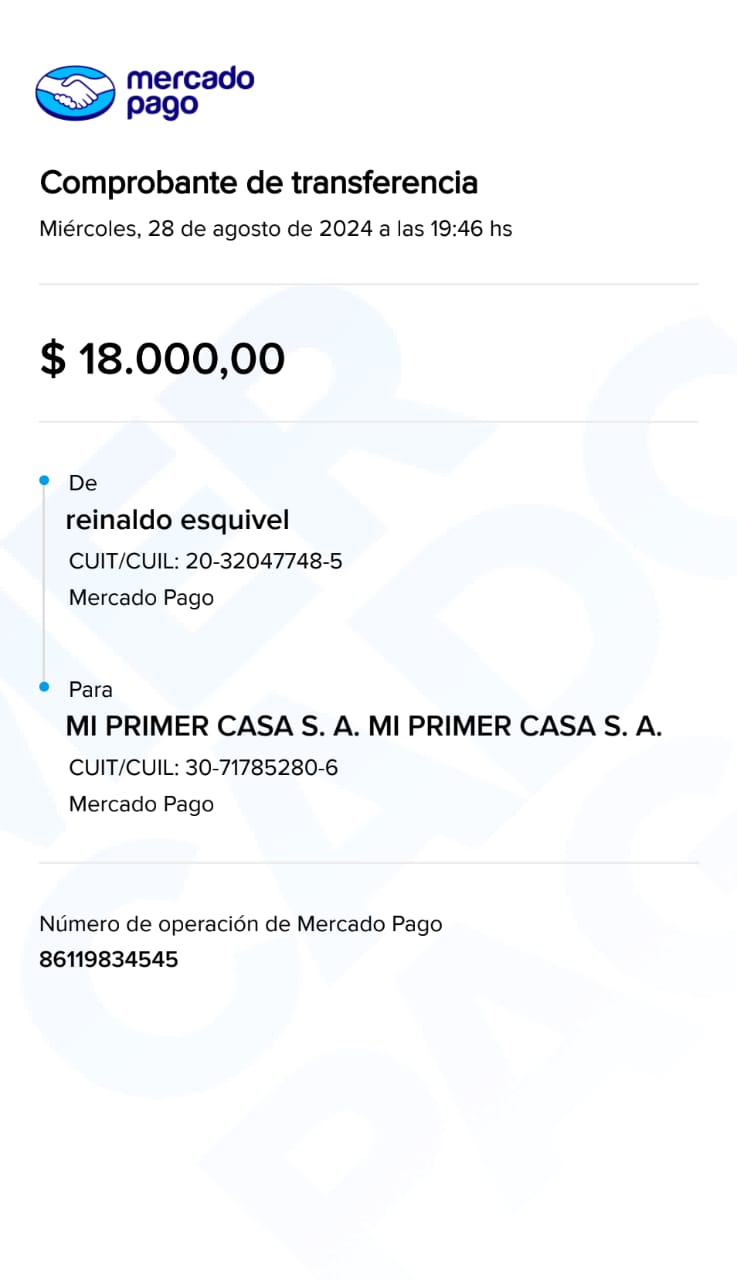 mercado
pago
Comprobante de transferencia
Miércoles, 28 de agosto de 2024 a las 19:46 hs
$ 18.000,00
De
reinaldo esquivel
CUIT/CUIL: 20-32047748-5
Mercado Pago
Para
MI PRIMER CASA S. A. MI PRIMER CASA S. A.
CUIT/CUIL: 30-71785280-6
Mercado Pago
Número de operación de Mercado Pago
86119834545